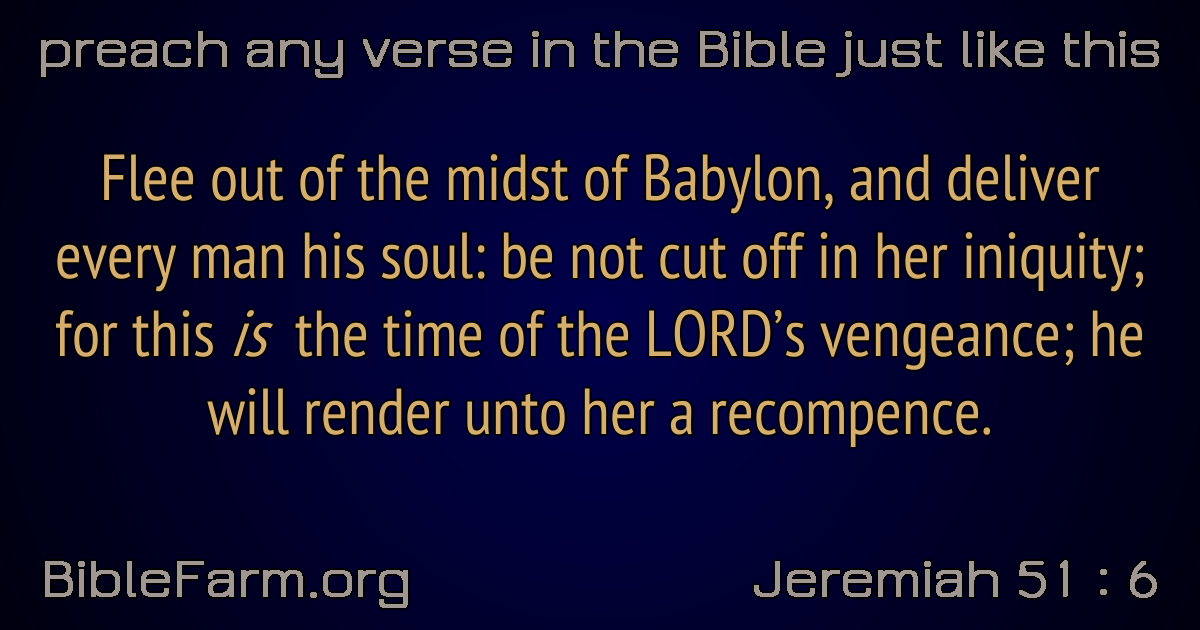 preach any verse in the Bible just like this
Flee out of the midst of Babylon, and deliver
every man his soul: be not cut off in her iniquity;
for this is the time of the LORD’s vengeance; he
will render unto her a recompence.
BibleFarm.org
Jeremiah 51 : 6